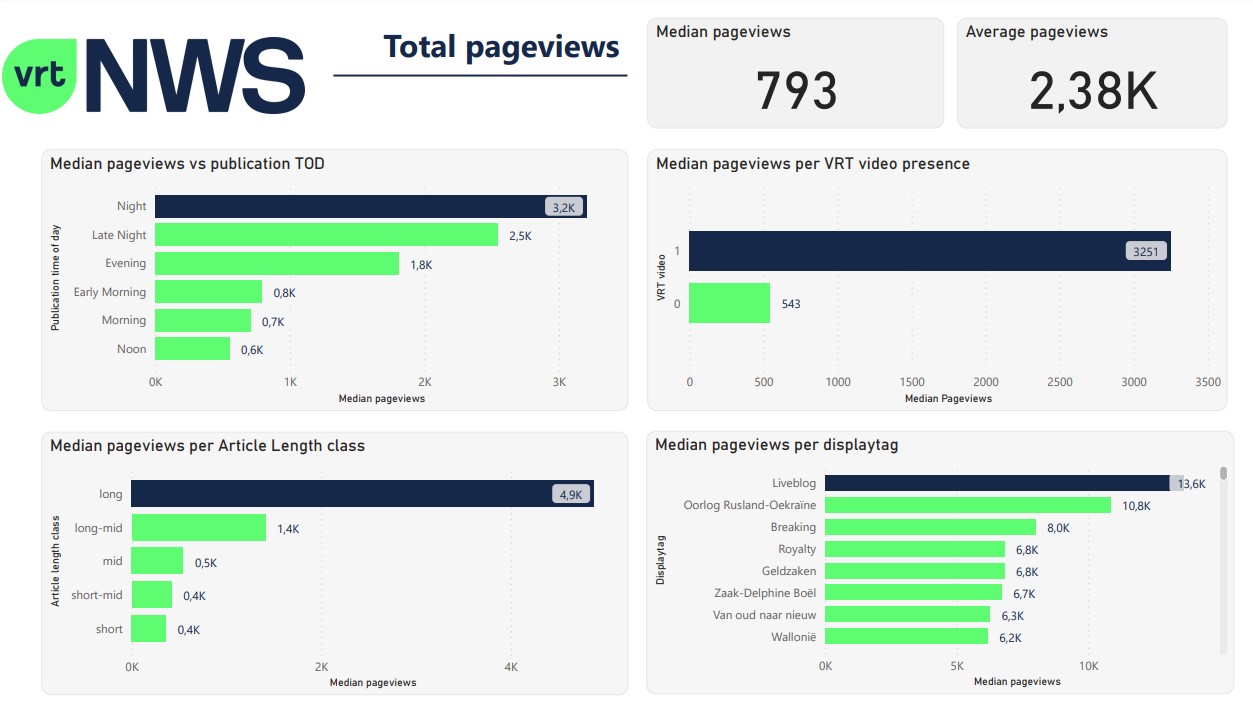 vrt NWS
Total pageviews
Median pageviews
793
Average pageviews
2,38K
Median pageviews vs publication TOD
Publication time of day
Night 3,2K
Late Night 2,5K
Evening 1,8K
Early Morning 0,8K
Morning 0,7K
Noon 0,6K
0K 1K 2K 3K
Median pageviews
Median pageviews per VRT video presence
VRT video
1 3251
0 543
0 500 1000 1500 2000 2500 3000 3500
Median Pageviews
Median pageviews per Article Length class
Article length class
long 4,9K
long-mid 1,4K
mid 0,5K
short-mid 0,4K
short 0,4K
0K 2K 4K
Median pageviews
Median pageviews per displaytag
Displaytag
Liveblog 13,6K
Oorlog Rusland-Oekraïne 10,8K
Breaking 8,0K
Royalty 6,8K
Geldzaken 6,8K
Zaak-Delphine Boël 6,7K
Van oud naar nieuw 6,3K
Wallonië 6,2K
0K 5K 10K
Median pageviews